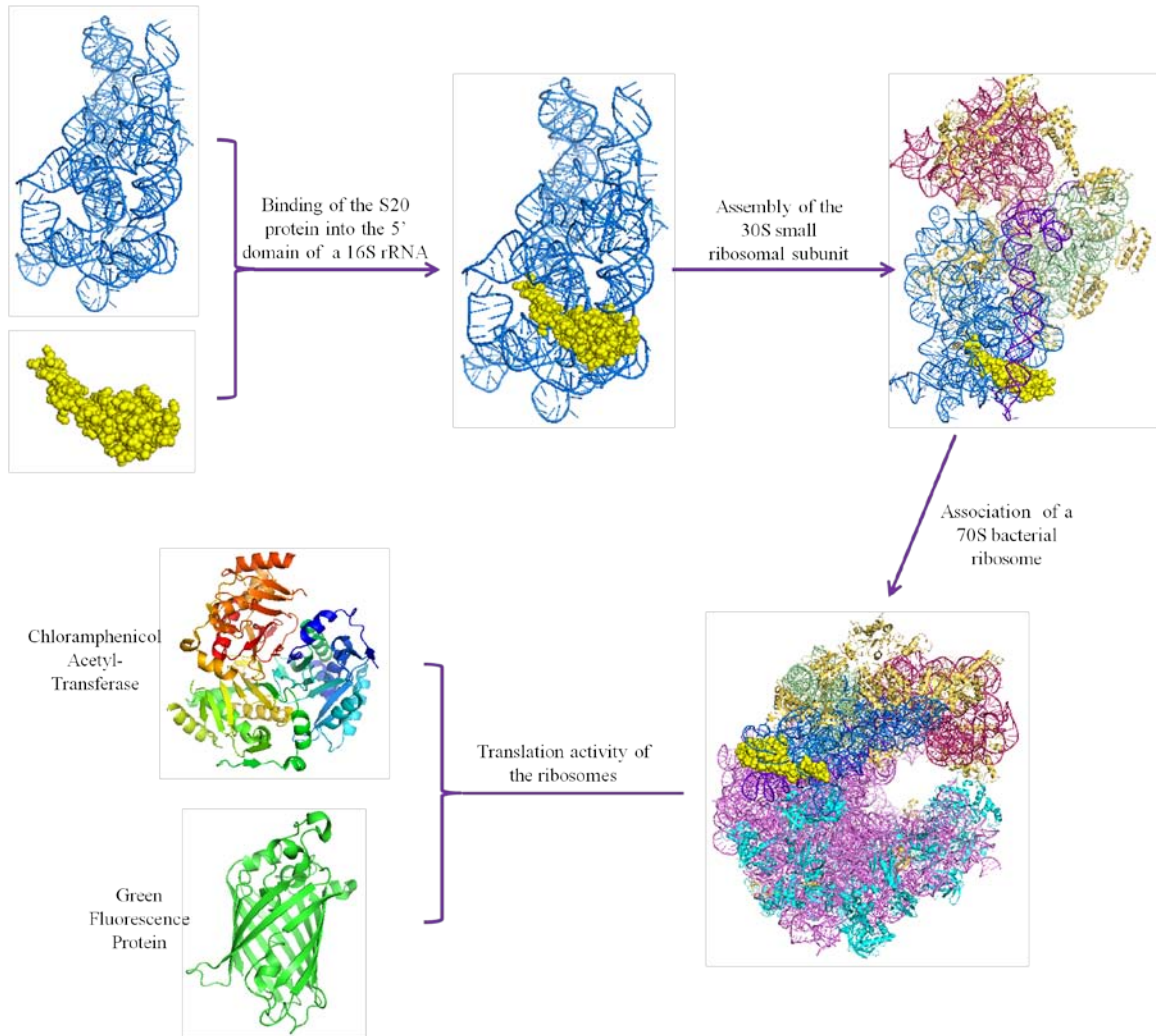 Binding of the S20
protein into the 5’
domain of a 16S rRNA
Assembly of the
30S small
ribosomal subunit
Association of a
70S bacterial
ribosome
Translation activity of
the ribosomes
Chloramphenicol
Acetyl-
Transferase
Green
Fluorescence
Protein